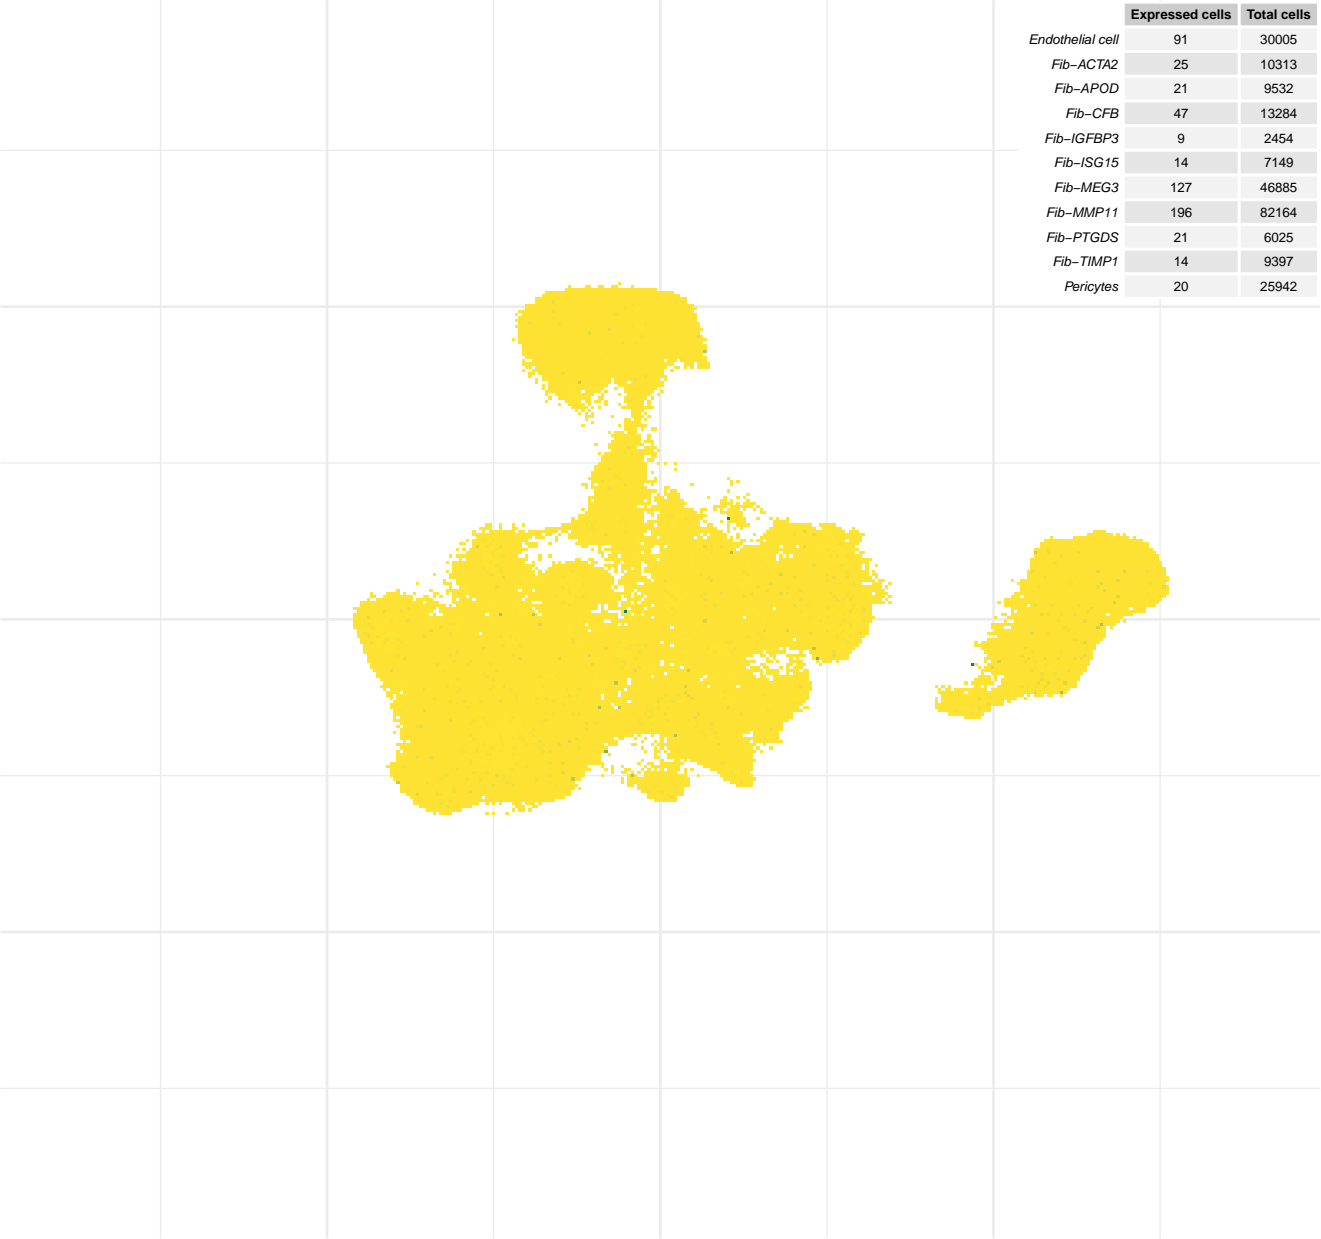 Expressed cells Total cells
Endothelial cell 91 30005
Fib−ACTA2 25 10313
Fib−APOD 21 9532
Fib−CFB 47 13284
Fib−IGFBP3 9 2454
Fib−ISG15 14 7149
Fib−MEG3 127 46885
Fib−MMP11 196 82164
Fib−PTGDS 21 6025
Fib−TIMP1 14 9397
Pericytes 20 25942